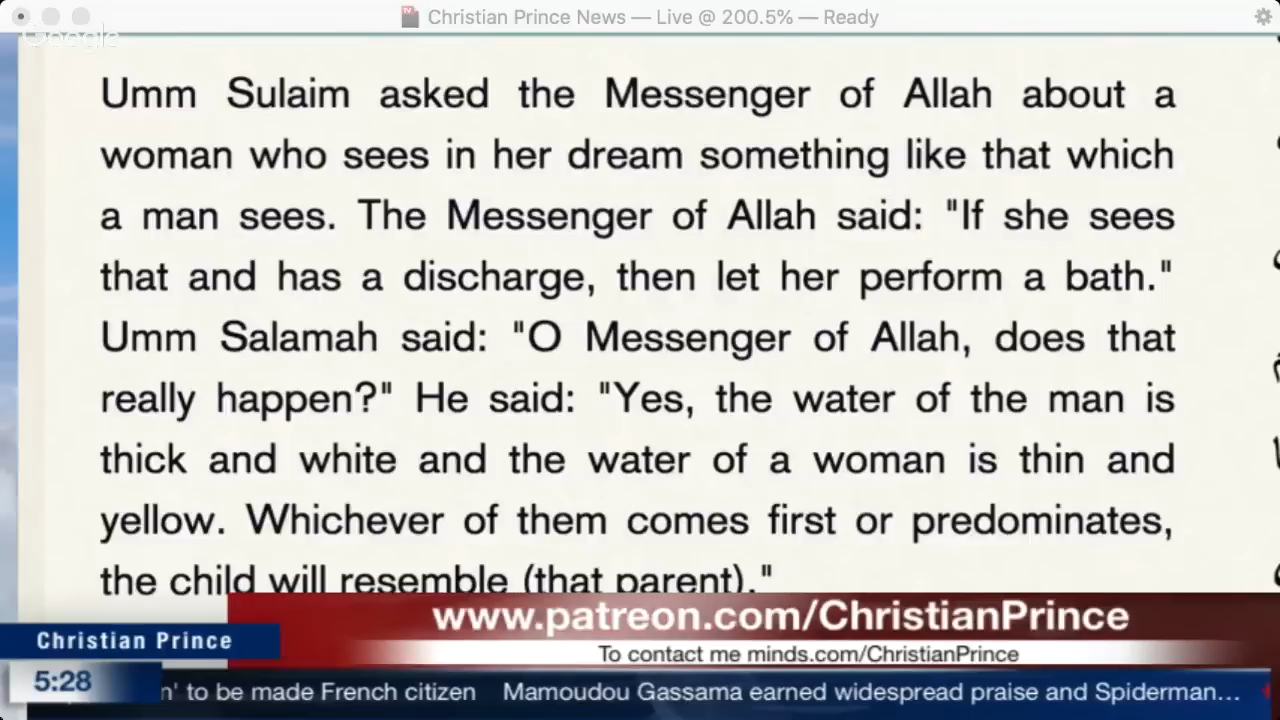 Christian Prince News — Live @ 200.5% — Ready
Google
Umm Sulaim asked the Messenger of Allah about a
woman who sees in her dream something like that which
a man sees. The Messenger of Allah said: "If she sees
that and has a discharge, then let her perform a bath."
Umm Salamah said: "O Messenger of Allah, does that
really happen?" He said: "Yes, the water of the man is
thick and white and the water of a woman is thin and
yellow. Whichever of them comes first or predominates,
the child will resemble (that parent)."
www.patreon.com/ChristianPrince
Christian Prince
To contact me minds.com/ChristianPrince
5:28
n' to be made French citizen Mamoudou Gassama earned widespread praise and Spiderman...